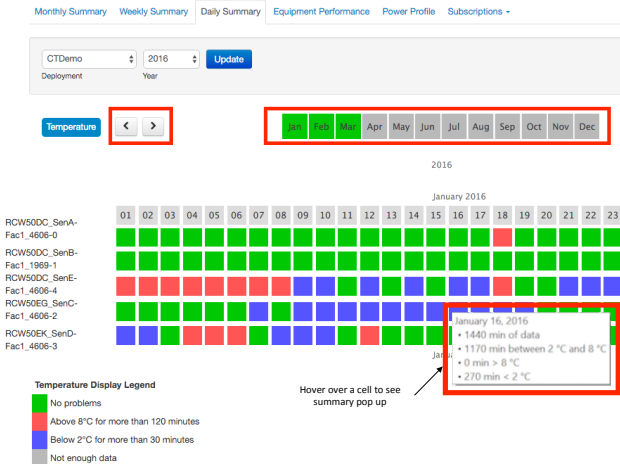 Monthly Summary Weekly Summary Daily Summary Equipment Performance Power Profile Subscriptions
CTDemo 2016 Update
Deployment Year
Temperature Jan Feb Mar Apr May Jun Jul Aug Sep Oct Nov Dec
2016
January 2016
01 02 03 04 05 06 07 08 09 10 11 12 13 14 15 16 17 18 19 20 21 22 23
RCW50DC_SenA-
Fac1_4606-0
RCW50DC_SenB-
Fac1_1969-1
RCW50DC_SenE-
Fac1_4606-4
RCW50EG_SenC-
Fac1_4606-2
RCW50EK_SenD-
Fac1_4606-3
January 16, 2016
• 1440 min of data
• 1170 min between 2 °C and 8 °C
• 0 min > 8 °C
• 270 min < 2 °C
Hover over a cell to see
summary pop up
Temperature Display Legend
No problems
Above 8°C for more than 120 minutes
Below 2°C for more than 30 minutes
Not enough data